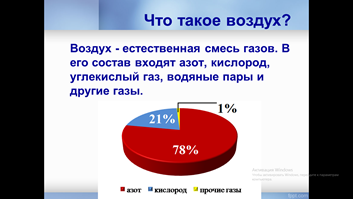 Что такое воздух?
Воздух - естественная смесь газов. В
его состав входят азот, кислород,
углекислый газ, водяные пары и
другие газы.
1%
21%
78%
азот кислород прочие газы
Активация Windows